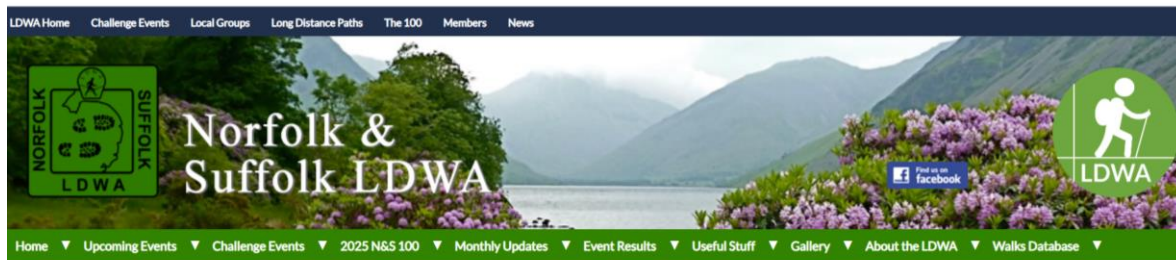 LDWA Home Challenge Events Local Groups Long Distance Paths The 100 Members News
NORFOLK
SUFFOLK
LDWA
Norfolk &
Suffolk LDWA
Find us on
facebook
LDWA
Home Upcoming Events Challenge Events 2025 N&S 100 Monthly Updates Event Results Useful Stuff Gallery About the LDWA Walks Database